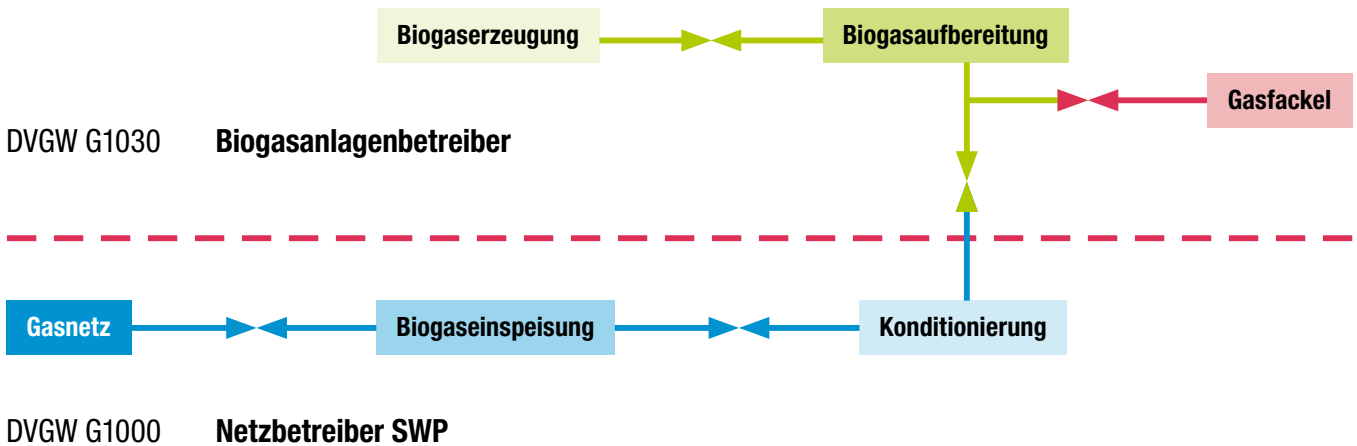 Biogaserzeugung
Biogasaufbereitung
Gasfackel
DVGW G1030 Biogasanlagenbetreiber
Gasnetz
Biogaseinspeisung
Konditionierung
DVGW G1000 Netzbetreiber SWP